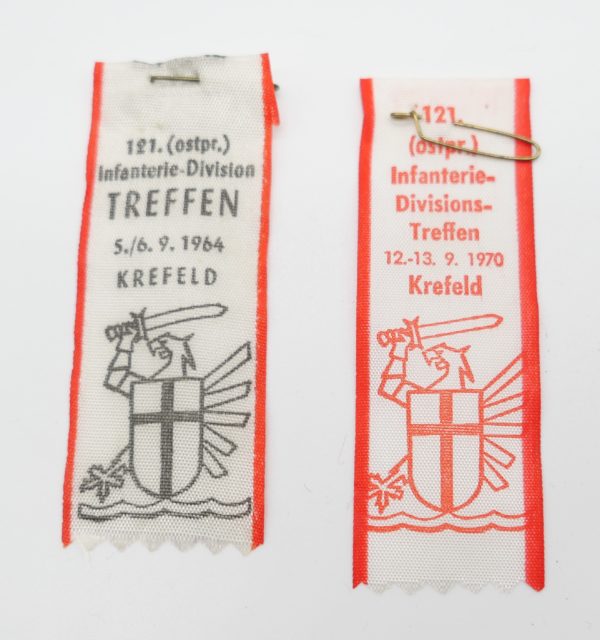 121. (ostpr.)
Infanterie-Division
TREFFEN
5./6. 9. 1964
KREFELD
121.
(ostpr.)
Infanterie-
Divisions-
Treffen
12.-13. 9. 1970
Krefeld